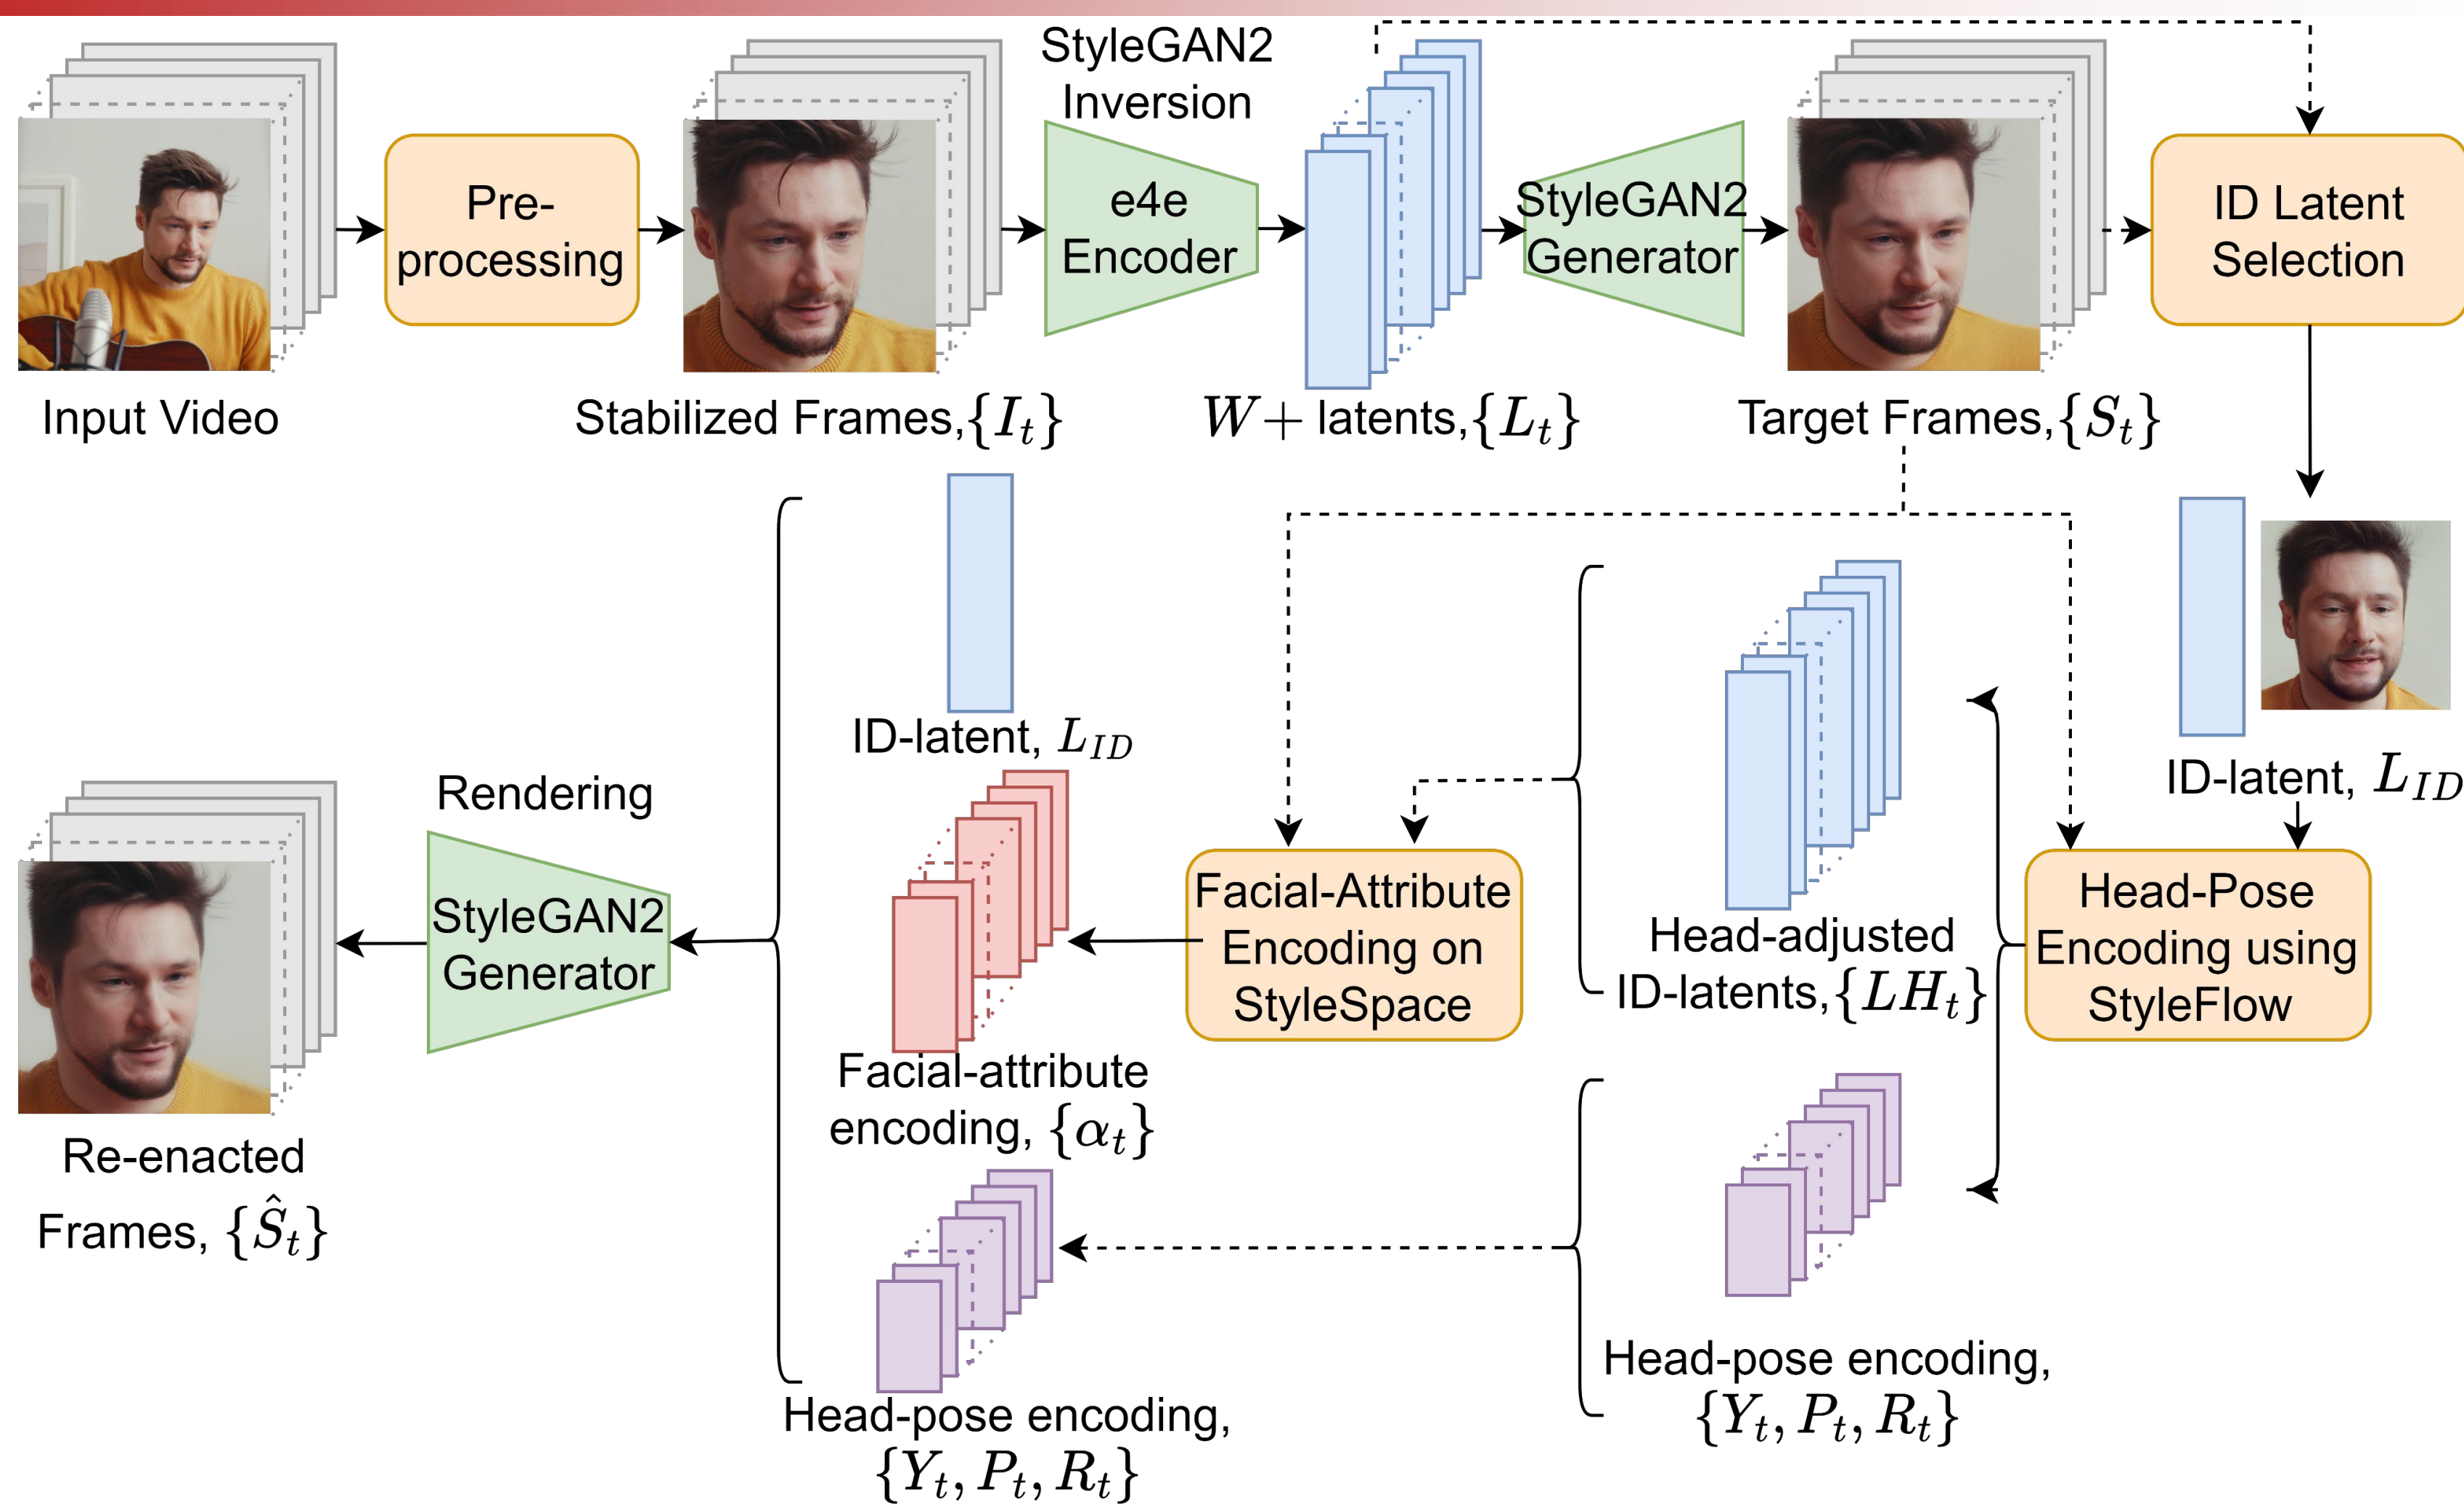 StyleGAN2
Inversion
Pre-
processing
e4e
Encoder
StyleGAN2
Generator
ID Latent
Selection
Input Video
Stabilized Frames,{I_t}
W+ latents,{L_t}
Target Frames,{S_t}
ID-latent, L_ID
ID-latent, L_ID
Rendering
StyleGAN2
Generator
Facial-Attribute
Encoding on
StyleSpace
Head-adjusted
ID-latents,{LH_t}
Head-Pose
Encoding using
StyleFlow
Facial-attribute
encoding, {α_t}
Re-enacted
Frames, {Ŝ_t}
Head-pose encoding,
{Y_t, P_t, R_t}
Head-pose encoding,
{Y_t, P_t, R_t}